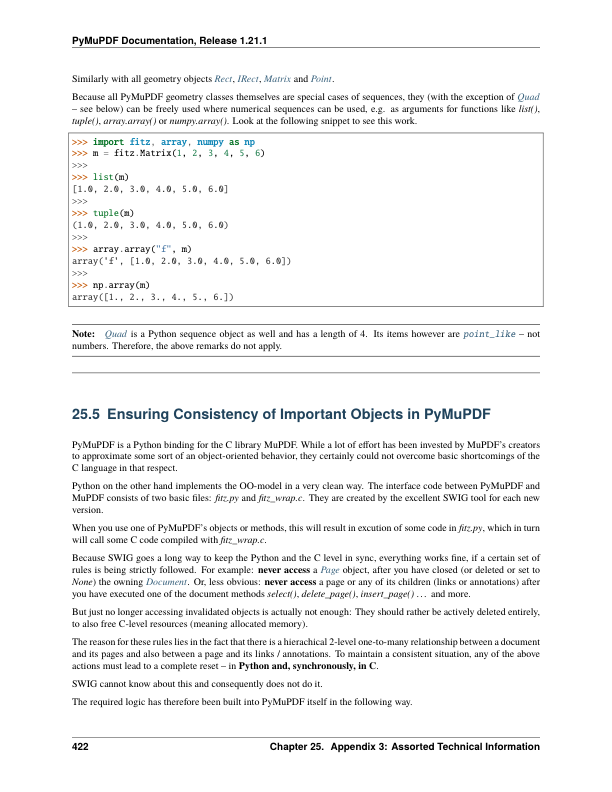 PyMuPDF Documentation, Release 1.21.1
Similarly with all geometry objects Rect, IRect, Matrix and Point.
Because all PyMuPDF geometry classes themselves are special cases of sequences, they (with the exception of Quad
– see below) can be freely used where numerical sequences can be used, e.g. as arguments for functions like list(),
tuple(), array.array() or numpy.array(). Look at the following snippet to see this work.
>>> import fitz, array, numpy as np
>>> m = fitz.Matrix(1, 2, 3, 4, 5, 6)
>>>
>>> list(m)
[1.0, 2.0, 3.0, 4.0, 5.0, 6.0]
>>>
>>> tuple(m)
(1.0, 2.0, 3.0, 4.0, 5.0, 6.0)
>>>
>>> array.array("f", m)
array('f', [1.0, 2.0, 3.0, 4.0, 5.0, 6.0])
>>>
>>> np.array(m)
array([1., 2., 3., 4., 5., 6.])
Note: Quad is a Python sequence object as well and has a length of 4. Its items however are point_like – not
numbers. Therefore, the above remarks do not apply.
25.5 Ensuring Consistency of Important Objects in PyMuPDF
PyMuPDF is a Python binding for the C library MuPDF. While a lot of effort has been invested by MuPDF's creators
to approximate some sort of an object-oriented behavior, they certainly could not overcome basic shortcomings of the
C language in that respect.
Python on the other hand implements the OO-model in a very clean way. The interface code between PyMuPDF and
MuPDF consists of two basic files: fitz.py and fitz_wrap.c. They are created by the excellent SWIG tool for each new
version.
When you use one of PyMuPDF's objects or methods, this will result in excution of some code in fitz.py, which in turn
will call some C code compiled with fitz_wrap.c.
Because SWIG goes a long way to keep the Python and the C level in sync, everything works fine, if a certain set of
rules is being strictly followed. For example: never access a Page object, after you have closed (or deleted or set to
None) the owning Document. Or, less obvious: never access a page or any of its children (links or annotations) after
you have executed one of the document methods select(), delete_page(), insert_page() … and more.
But just no longer accessing invalidated objects is actually not enough: They should rather be actively deleted entirely,
to also free C-level resources (meaning allocated memory).
The reason for these rules lies in the fact that there is a hierachical 2-level one-to-many relationship between a document
and its pages and also between a page and its links / annotations. To maintain a consistent situation, any of the above
actions must lead to a complete reset – in Python and, synchronously, in C.
SWIG cannot know about this and consequently does not do it.
The required logic has therefore been built into PyMuPDF itself in the following way.
422
Chapter 25. Appendix 3: Assorted Technical Information